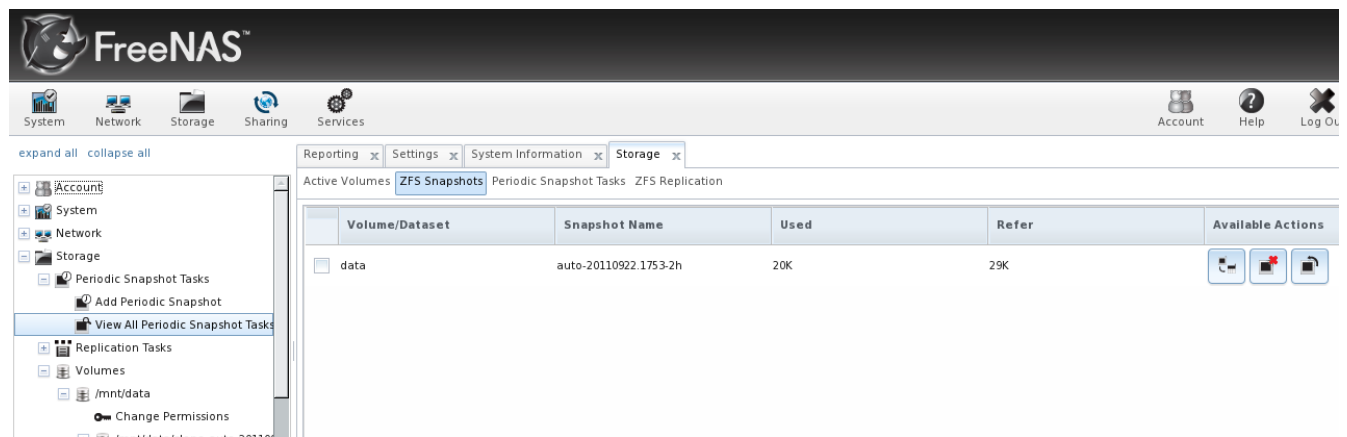 FreeNAS™
System Network Storage Sharing Services Account Help Log Ou
expand all collapse all
Reporting x Settings x System Information x Storage x
Active Volumes ZFS Snapshots Periodic Snapshot Tasks ZFS Replication
Account
System
Network
Storage
Periodic Snapshot Tasks
Add Periodic Snapshot
View All Periodic Snapshot Tasks
Replication Tasks
Volumes
/mnt/data
Change Permissions
Volume/Dataset Snapshot Name Used Refer Available Actions
data auto-20110922.1753-2h 20K 29K